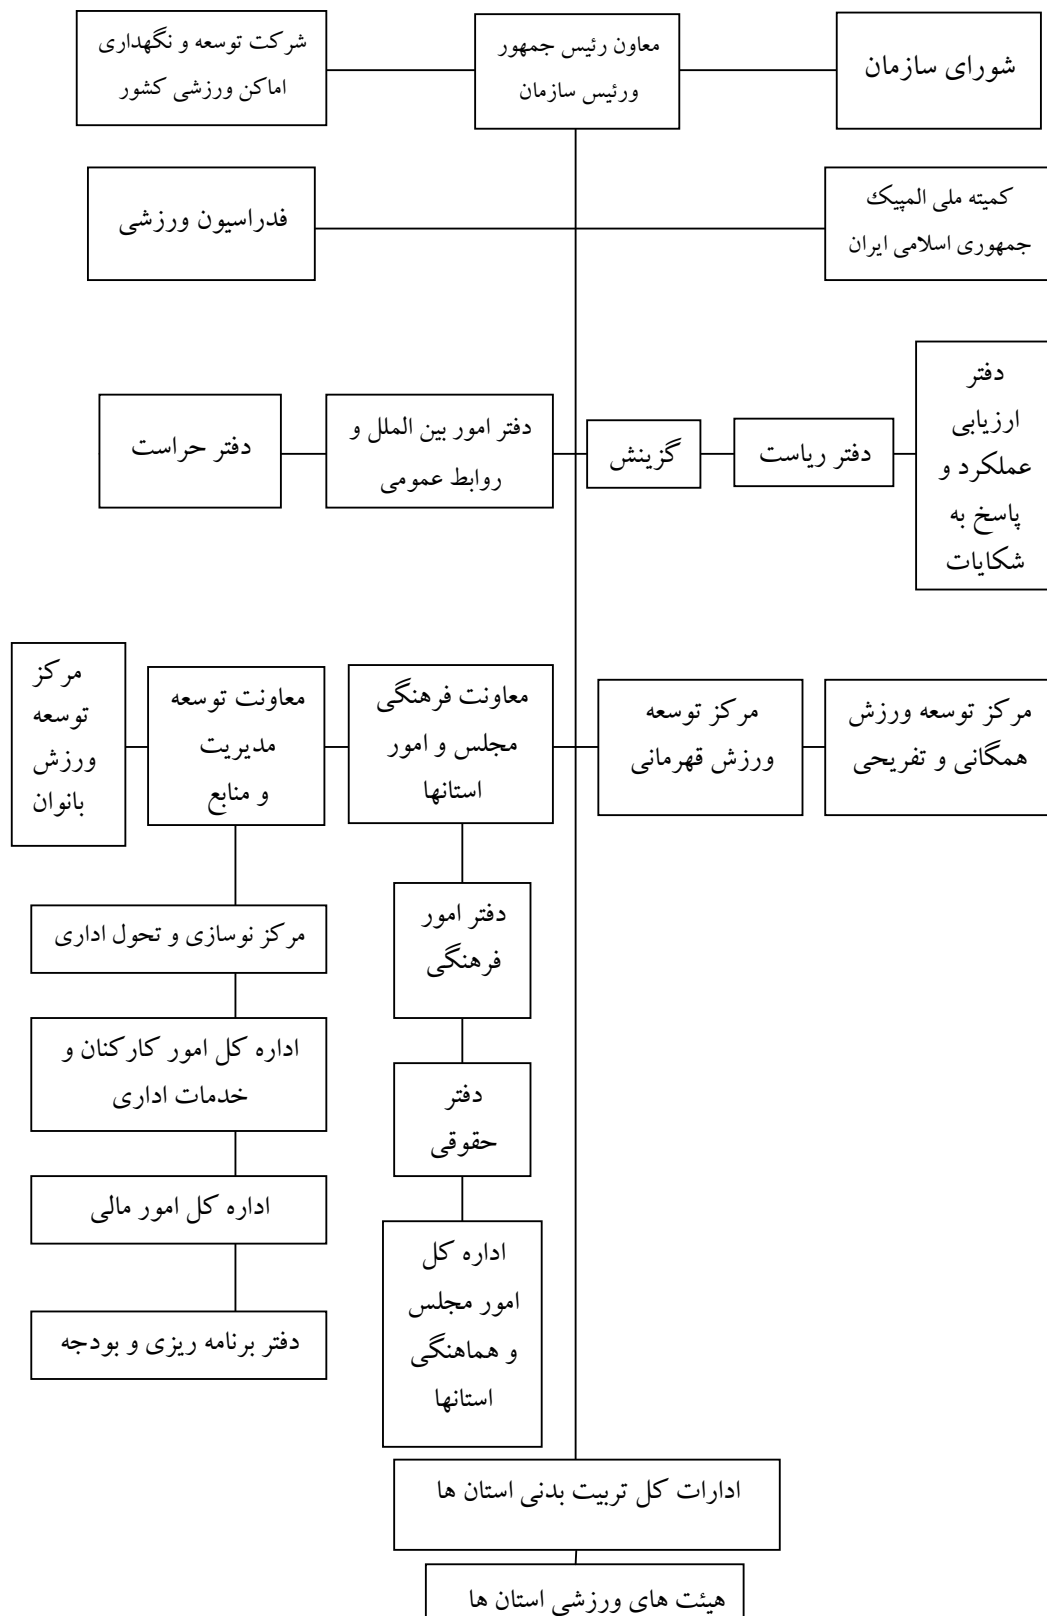 شورای سازمان
معاون رئیس جمهور
ورئیس سازمان
شرکت توسعه و نگهداری
اماکن ورزشی کشور
کمیته ملی المپیک
جمهوری اسلامی ایران
فدراسیون ورزشی
دفتر
ارزیابی
عملکرد و
پاسخ به
شکایات
دفتر ریاست
گزینش
دفتر امور بین الملل و
روابط عمومی
دفتر حراست
مرکز توسعه ورزش
همگانی و تفریحی
مرکز توسعه
ورزش قهرمانی
معاونت فرهنگی
مجلس و امور
استانها
معاونت توسعه
مدیریت
و منابع
مرکز
توسعه
ورزش
بانوان
دفتر امور
فرهنگی
دفتر
حقوقی
اداره کل
امور مجلس
و هماهنگی
استانها
مرکز نوسازی و تحول اداری
اداره کل امور کارکنان و
خدمات اداری
اداره کل امور مالی
دفتر برنامه ریزی و بودجه
ادارات کل تربیت بدنی استان ها
هیئت های ورزشی استان ها